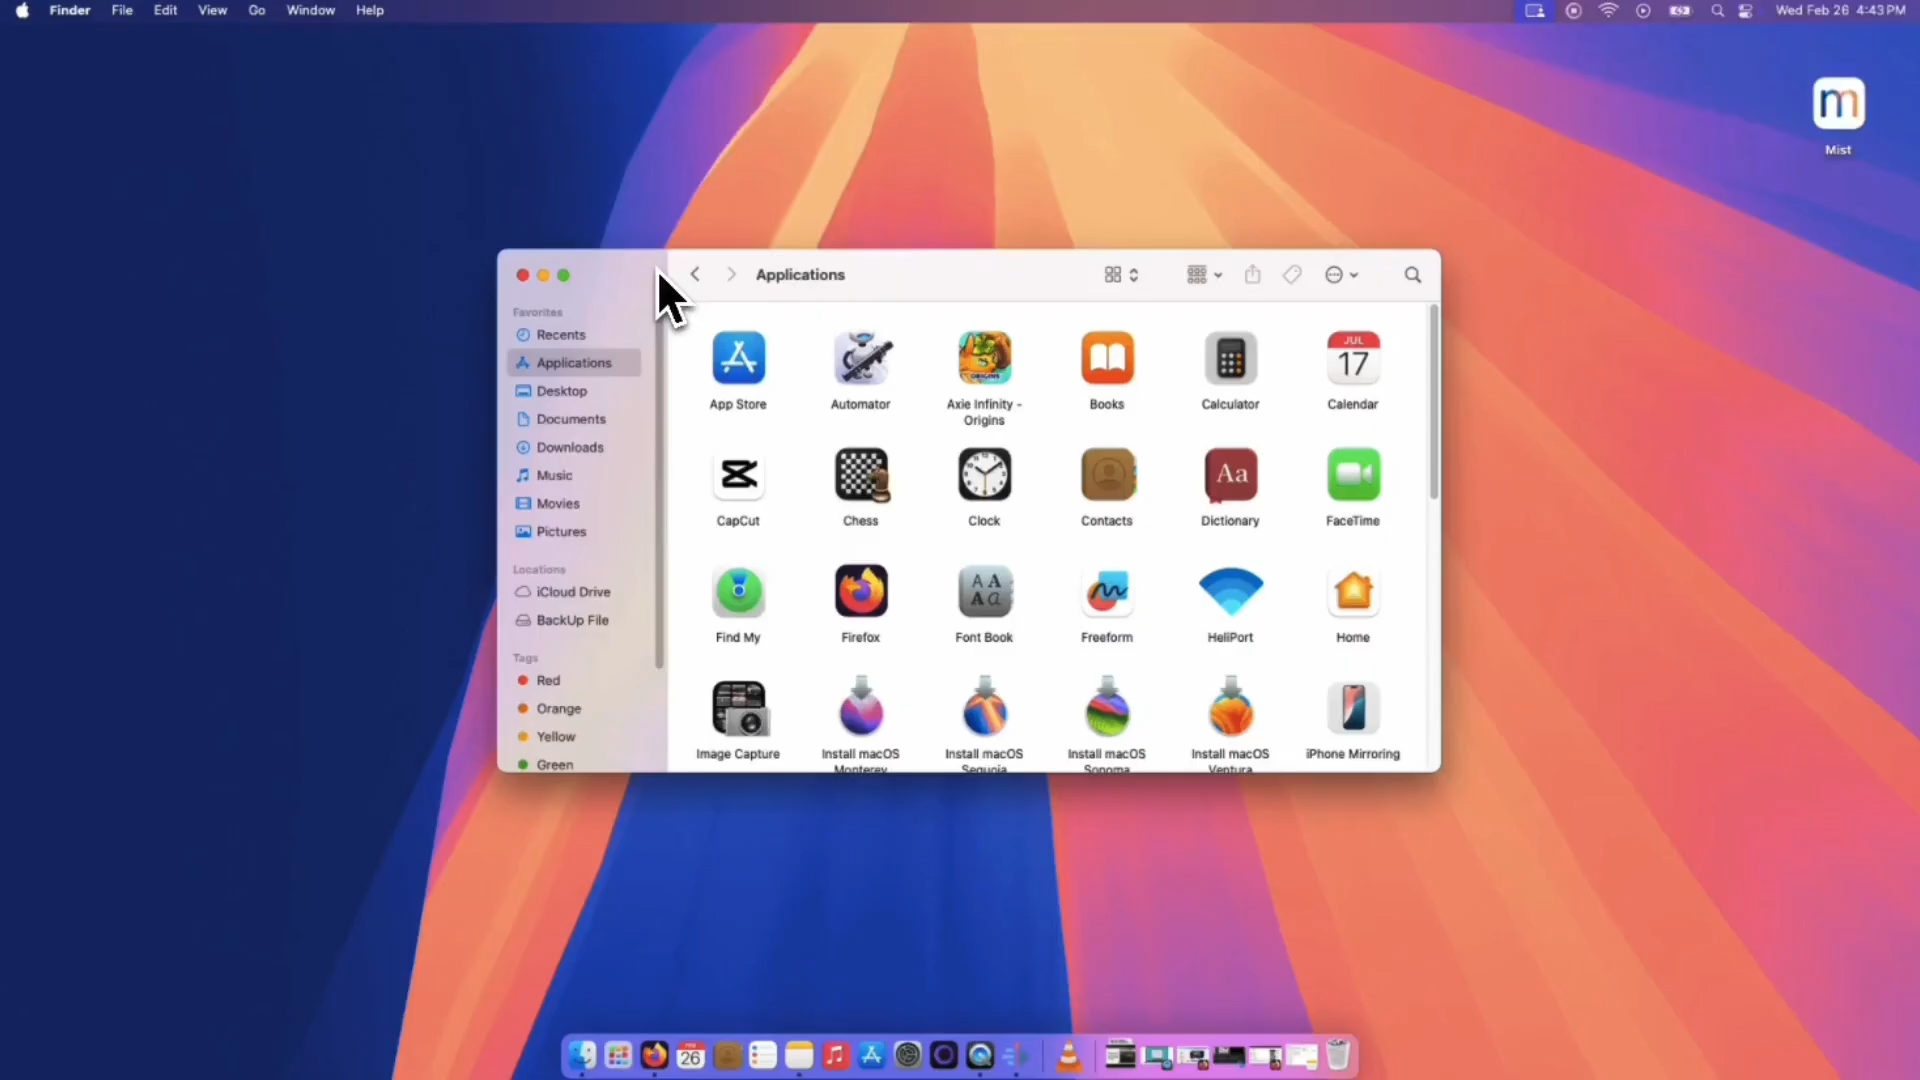 Finder File Edit View Go Window Help Wed Feb 26 4:43 PM
m
Mist
Applications
Favorites
Recents
Applications
Desktop
Documents
Downloads
Music
Movies
Pictures
Locations
iCloud Drive
BackUp File
Tags
Red
Orange
Yellow
Green
JUL
17
App Store Automator Axie Infinity - Books Calculator Calendar
Origins
Aa
CapCut Chess Clock Contacts Dictionary FaceTime
A A
A a
Find My Firefox Font Book Freeform HeliPort Home
Image Capture Install macOS Install macOS Install macOS Install macOS iPhone Mirroring
Monterey Sequoia Sonoma Ventura
26